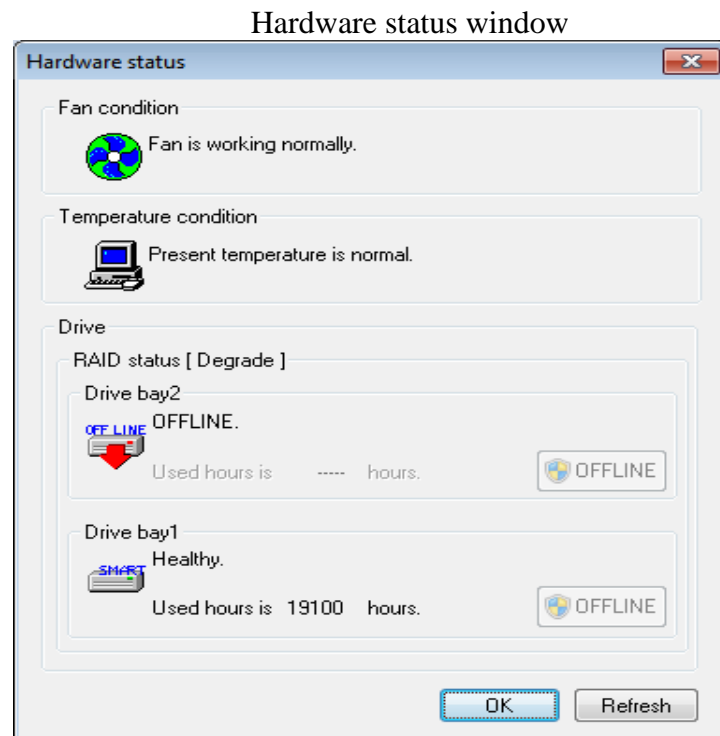 Hardware status window
Hardware status
Fan condition
Fan is working normally.
Temperature condition
Present temperature is normal.
Drive
RAID status [ Degrade ]
Drive bay2
OFF LINE
OFFLINE.
Used hours is ----- hours.
OFFLINE
Drive bay1
SMART
Healthy.
Used hours is 19100 hours.
OFFLINE
OK
Refresh